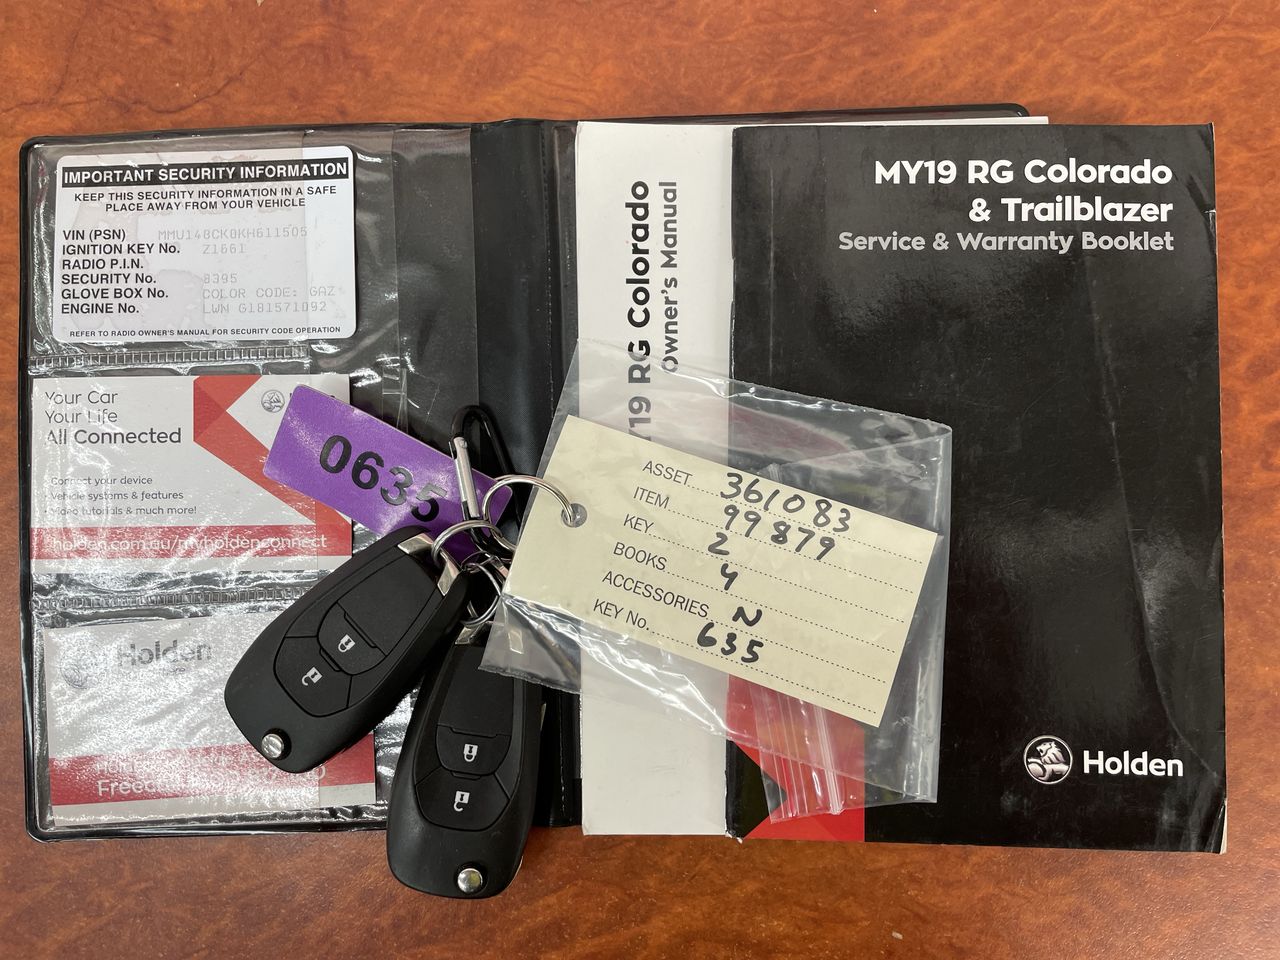 IMPORTANT SECURITY INFORMATION
KEEP THIS SECURITY INFORMATION IN A SAFE
PLACE AWAY FROM YOUR VEHICLE
VIN (PSN) MMU148CK0KH611505
IGNITION KEY No. Z1661
RADIO P.I.N.
SECURITY No. 8395
GLOVE BOX No. COLOR CODE: GAZ
ENGINE No. LWN G181571092
REFER TO RADIO OWNER'S MANUAL FOR SECURITY CODE OPERATION
Your Car
Your Life
All Connected
Connect your device
Vehicle systems & features
Video tutorials & much more!
holden.com.au/myholdenconnect
Holden
0635
RG Colorado
Owner's Manual
MY19 RG Colorado
& Trailblazer
Service & Warranty Booklet
ASSET 361083
ITEM 99879
KEY 2
BOOKS Y
ACCESSORIES N
KEY No. 635
Holden